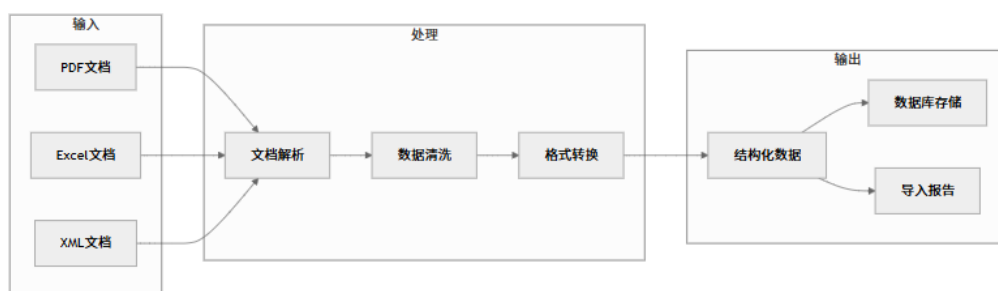 输入
PDF文档
Excel文档
XML文档
处理
文档解析
数据清洗
格式转换
输出
结构化数据
数据库存储
导入报告